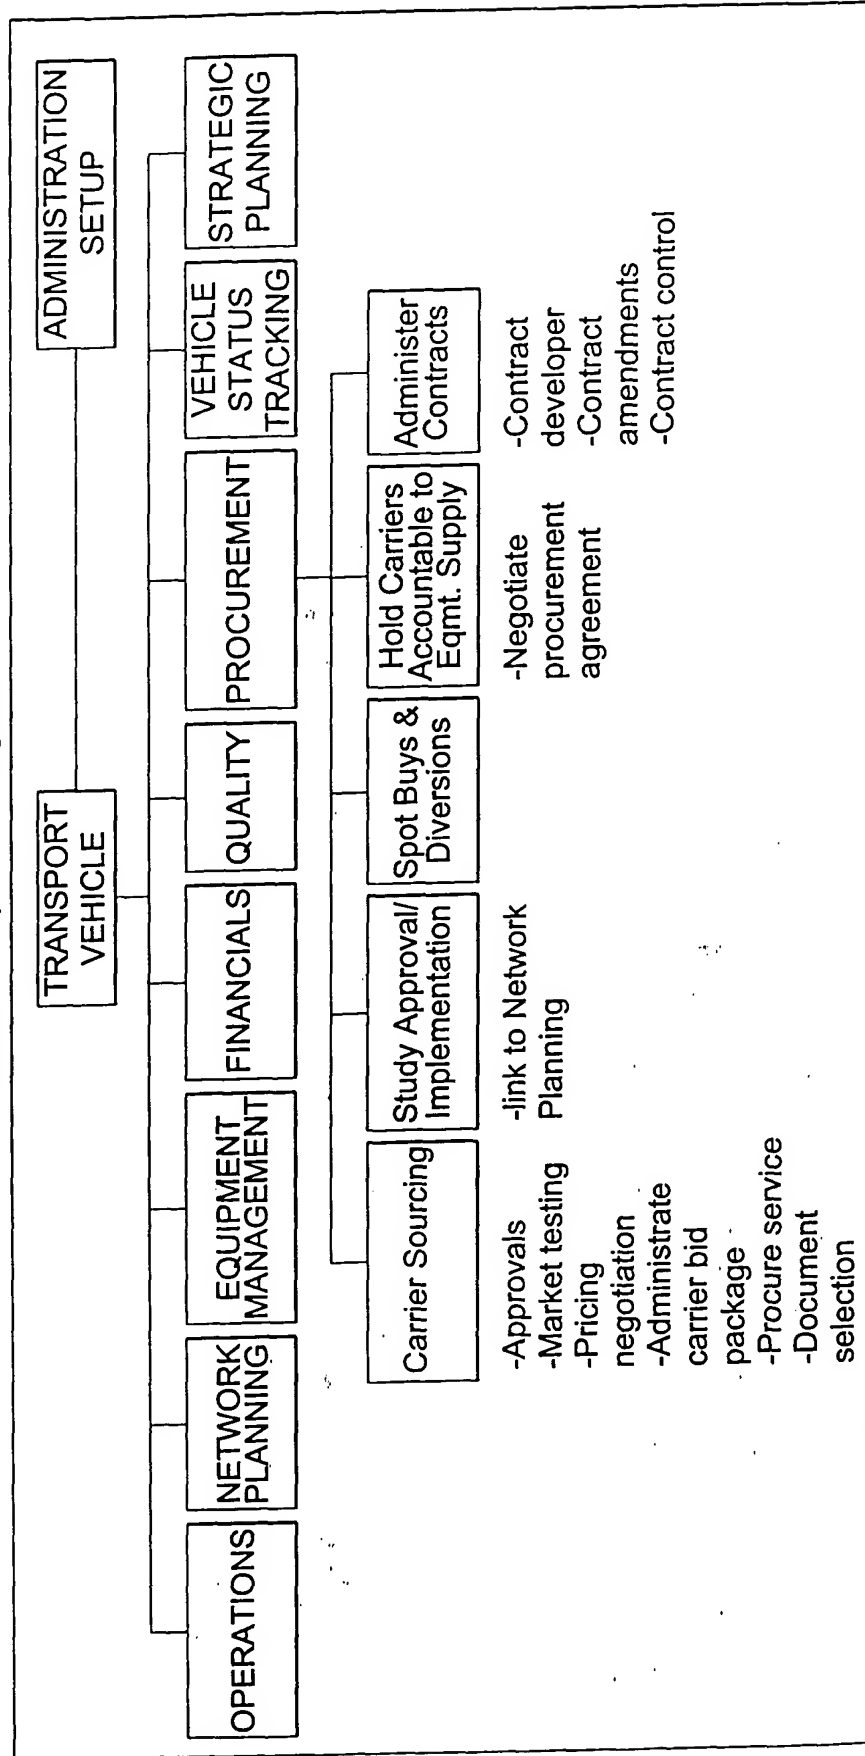 TRANSPORT
VEHICLE
ADMINISTRATION
SETUP
OPERATIONS
NETWORK
PLANNING
EQUIPMENT
MANAGEMENT
FINANCIALS
QUALITY
PROCUREMENT
VEHICLE
STATUS
TRACKING
STRATEGIC
PLANNING
Carrier Sourcing
-Approvals
-Market testing
-Pricing
negotiation
-Administrate
carrier bid
package
-Procure service
-Document
selection
Study Approval/
Implementation
-link to Network
Planning
Spot Buys &
Diversions
Hold Carriers
Accountable to
Eqmt. Supply
-Negotiate
procurement
agreement
Administer
Contracts
-Contract
developer
-Contract
amendments
-Contract control